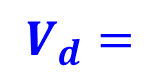 V_d =